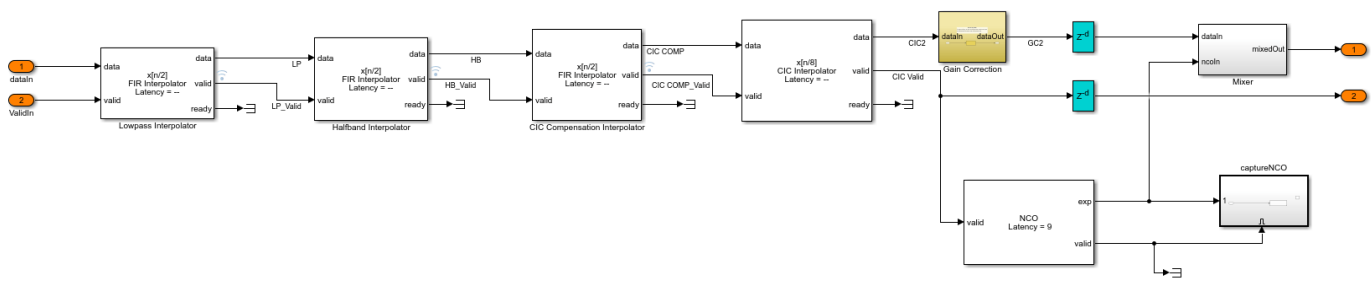 1
dataIn
2
ValidIn
data
valid
x[n/2]
FIR Interpolator
Latency = --
data
valid
ready
Lowpass Interpolator
LP
LP_Valid
data
valid
x[n/2]
FIR Interpolator
Latency = --
data
valid
ready
Halfband Interpolator
HB
HB_Valid
data
valid
x[n/2]
FIR Interpolator
Latency = --
data
valid
ready
CIC Compensation Interpolator
CIC COMP
CIC COMP_Valid
data
valid
x[n/8]
CIC Interpolator
Latency = --
data
valid
ready
CIC2
CIC Valid
dataIn
dataOut
Gain Correction
GC2
Z-d
Z-d
dataIn
ncoIn
mixedOut
Mixer
1
2
valid
NCO
Latency = 9
exp
valid
captureNCO
1